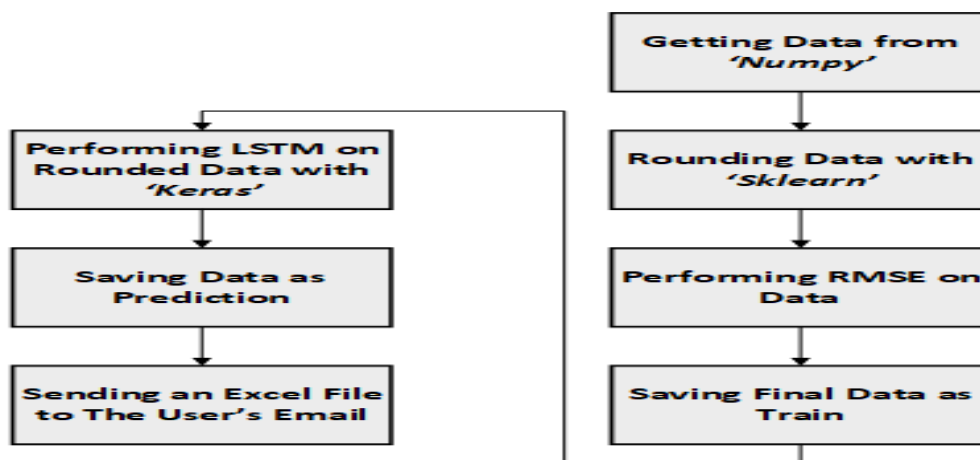 Getting Data from
‘Numpy’
Rounding Data with
‘Sklearn’
Performing RMSE on
Data
Saving Final Data as
Train
Performing LSTM on
Rounded Data with
‘Keras’
Saving Data as
Prediction
Sending an Excel File
to The User’s Email